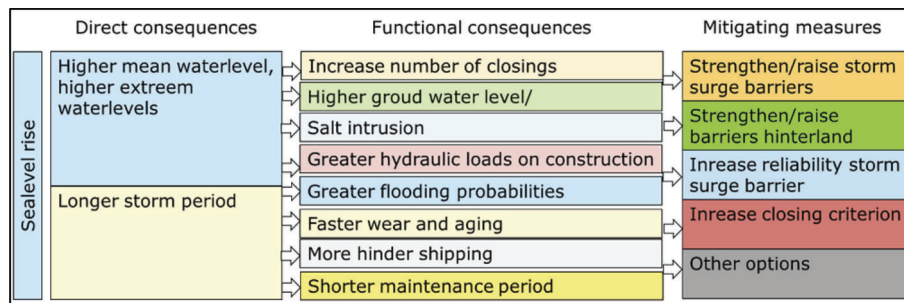 Direct consequences
Functional consequences
Mitigating measures
Sealevel rise
Higher mean waterlevel,
higher extreem
waterlevels
Longer storm period
Increase number of closings
Higher groud water level/
Salt intrusion
Greater hydraulic loads on construction
Greater flooding probabilities
Faster wear and aging
More hinder shipping
Shorter maintenance period
Strengthen/raise storm
surge barriers
Strengthen/raise
barriers hinterland
Inrease reliability storm
surge barrier
Inrease closing criterion
Other options